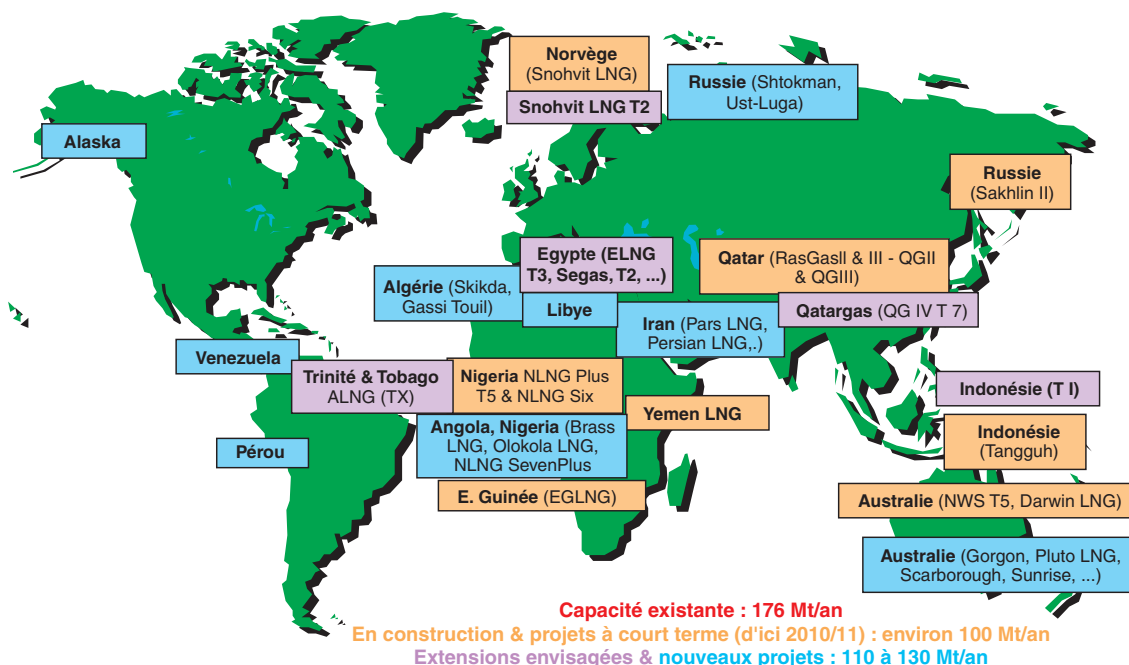 Norvège
(Snohvit LNG)
Snohvit LNG T2
Russie (Shtokman,
Ust-Luga)
Alaska
Russie
(Sakhlin II)
Egypte (ELNG
T3, Segas, T2, ...)
Qatar (RasGasII & III - QGII
& QGIII)
Algérie (Skikda,
Gassi Touil)
Libye
Iran (Pars LNG,
Persian LNG,.)
Qatargas (QG IV T 7)
Venezuela
Trinité & Tobago
ALNG (TX)
Nigeria NLNG Plus
T5 & NLNG Six
Yemen LNG
Indonésie (T I)
Angola, Nigeria (Brass
LNG, Olokola LNG,
NLNG SevenPlus
Indonésie
(Tangguh)
Pérou
E. Guinée (EGLNG)
Australie (NWS T5, Darwin LNG)
Australie (Gorgon, Pluto LNG,
Scarborough, Sunrise, ...)
Capacité existante : 176 Mt/an
En construction & projets à court terme (d'ici 2010/11) : environ 100 Mt/an
Extensions envisagées & nouveaux projets : 110 à 130 Mt/an